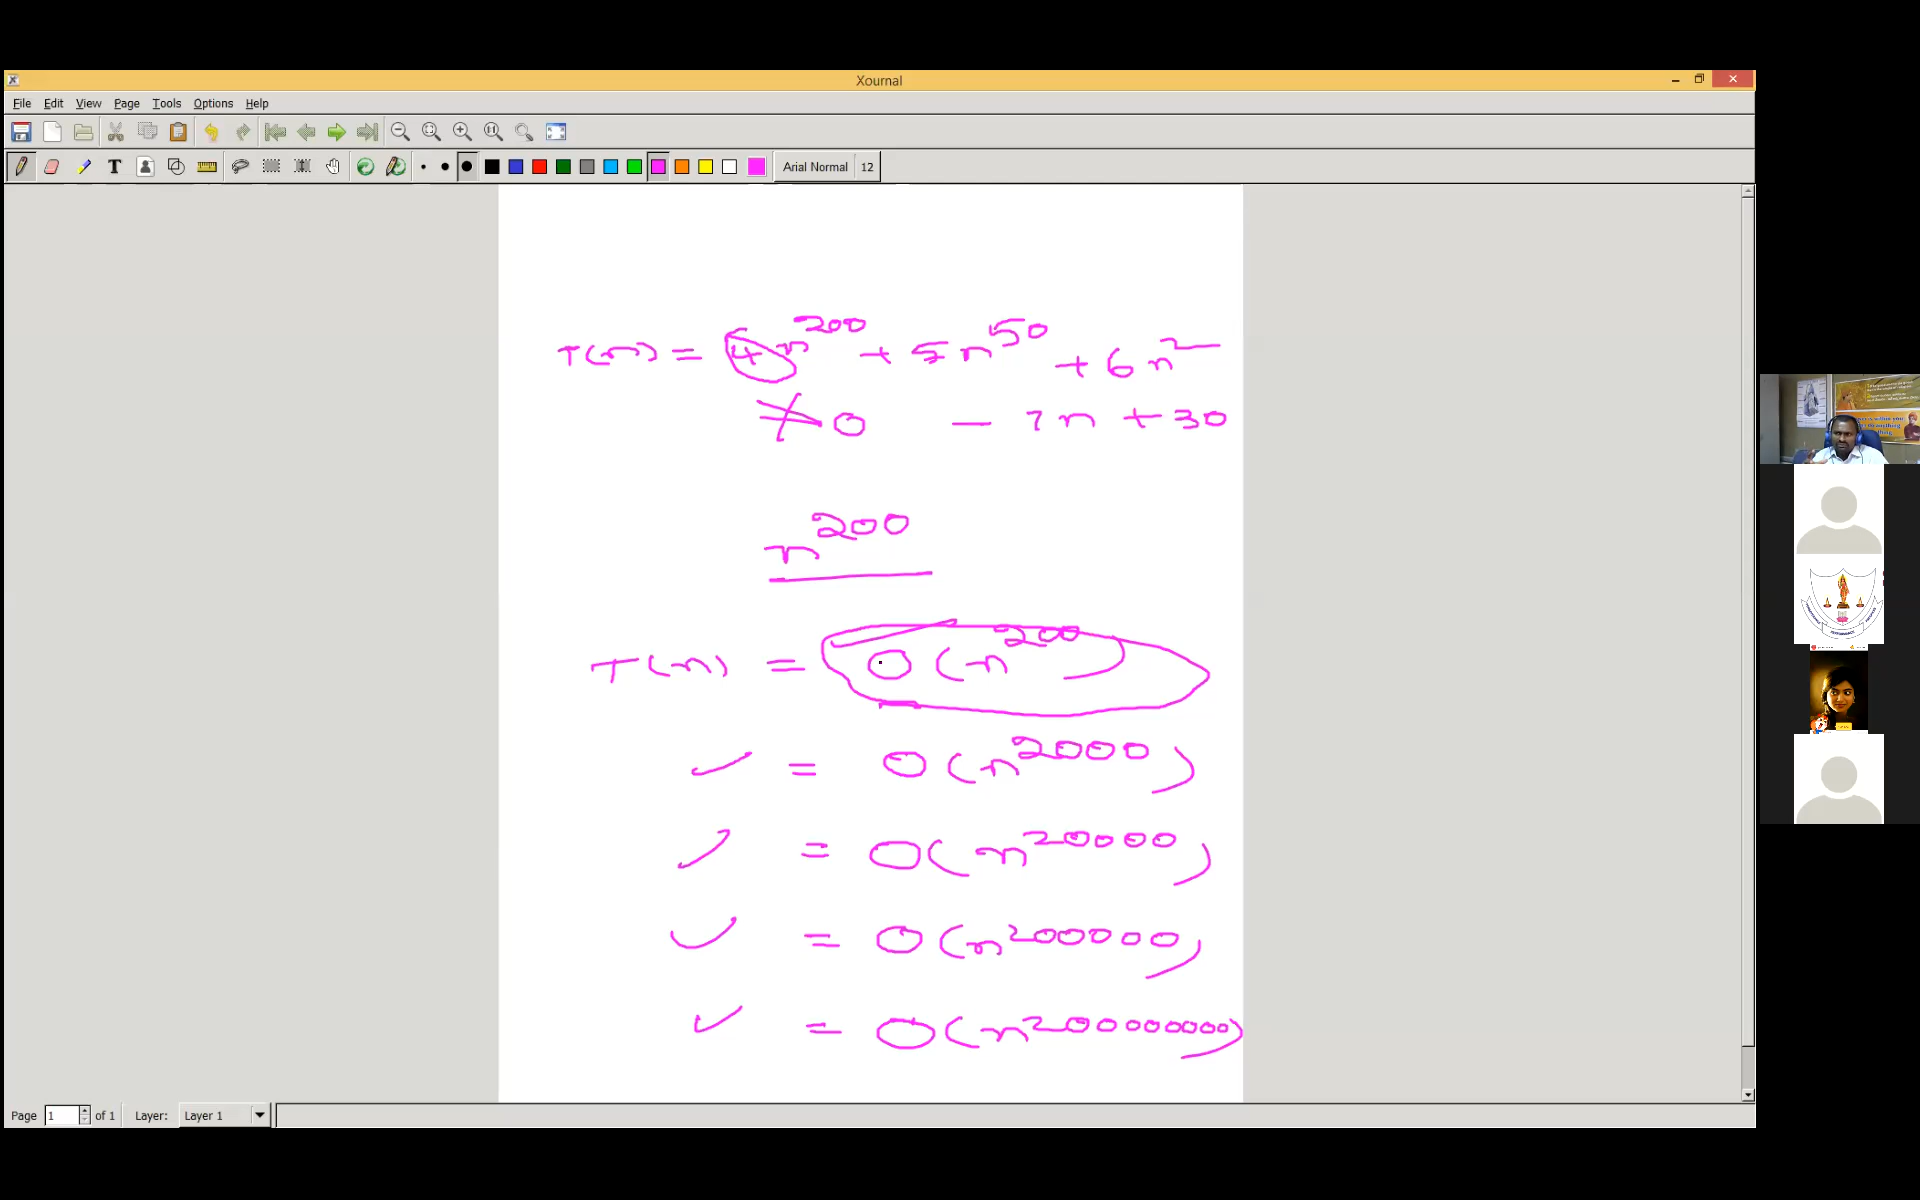 Xournal
File Edit View Page Tools Options Help
Arial Normal 12
T(n) = 4n^200 + 5n^50 + 6n^2
≠ 0 - 7n + 30
n^200
T(n) = O(n^200)
✓ = O(n^2000)
✓ = O(n^20000)
✓ = O(n^200000)
✓ = O(n^200000000)
Page 1 of 1 Layer: Layer 1